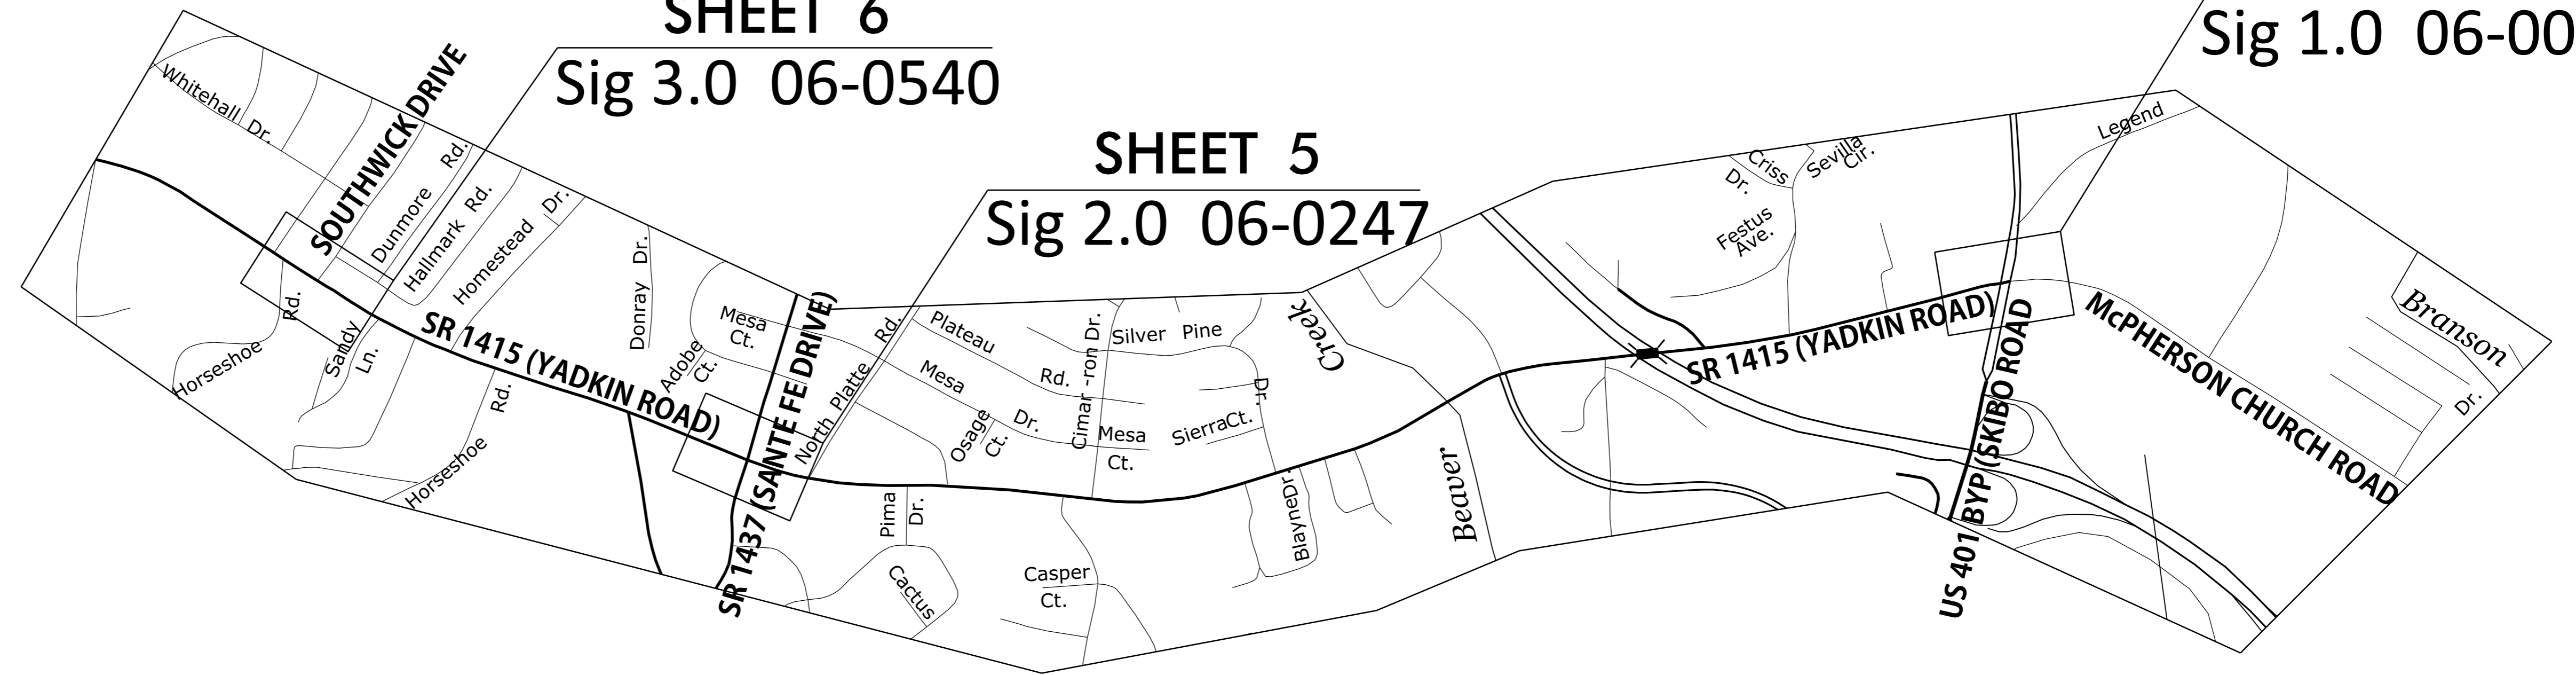 SHEET 6
Sig 3.0 06-0540
SHEET 5
Sig 2.0 06-0247
Sig 1.0 06-00
Whitehall Dr.
SOUTHWICK DRIVE
Dunmore Rd.
Hallmark Rd.
Homestead Dr.
Donray Dr.
Rd.
Horseshoe
Sandy
Ln.
SR 1415 (YADKIN ROAD)
Horseshoe Rd.
Adobe
Ct.
Mesa
Ct.
SR 1437 (SANTE FE DRIVE)
North Platte Rd.
Plateau
Rd.
Mesa
Dr.
Osage
Ct.
Cimar -ron Dr.
Silver Pine
Dr.
Mesa
Ct.
Sierra Ct.
Pima
Dr.
Cactus
Casper
Ct.
Blayne Dr.
Creek
Beaver
Criss
Dr.
Sevilla
Cir.
Festus
Ave.
Legend
SR 1415 (YADKIN ROAD)
US 401 BYP (SKIBO ROAD
McPHERSON CHURCH ROAD
Branson
Dr.